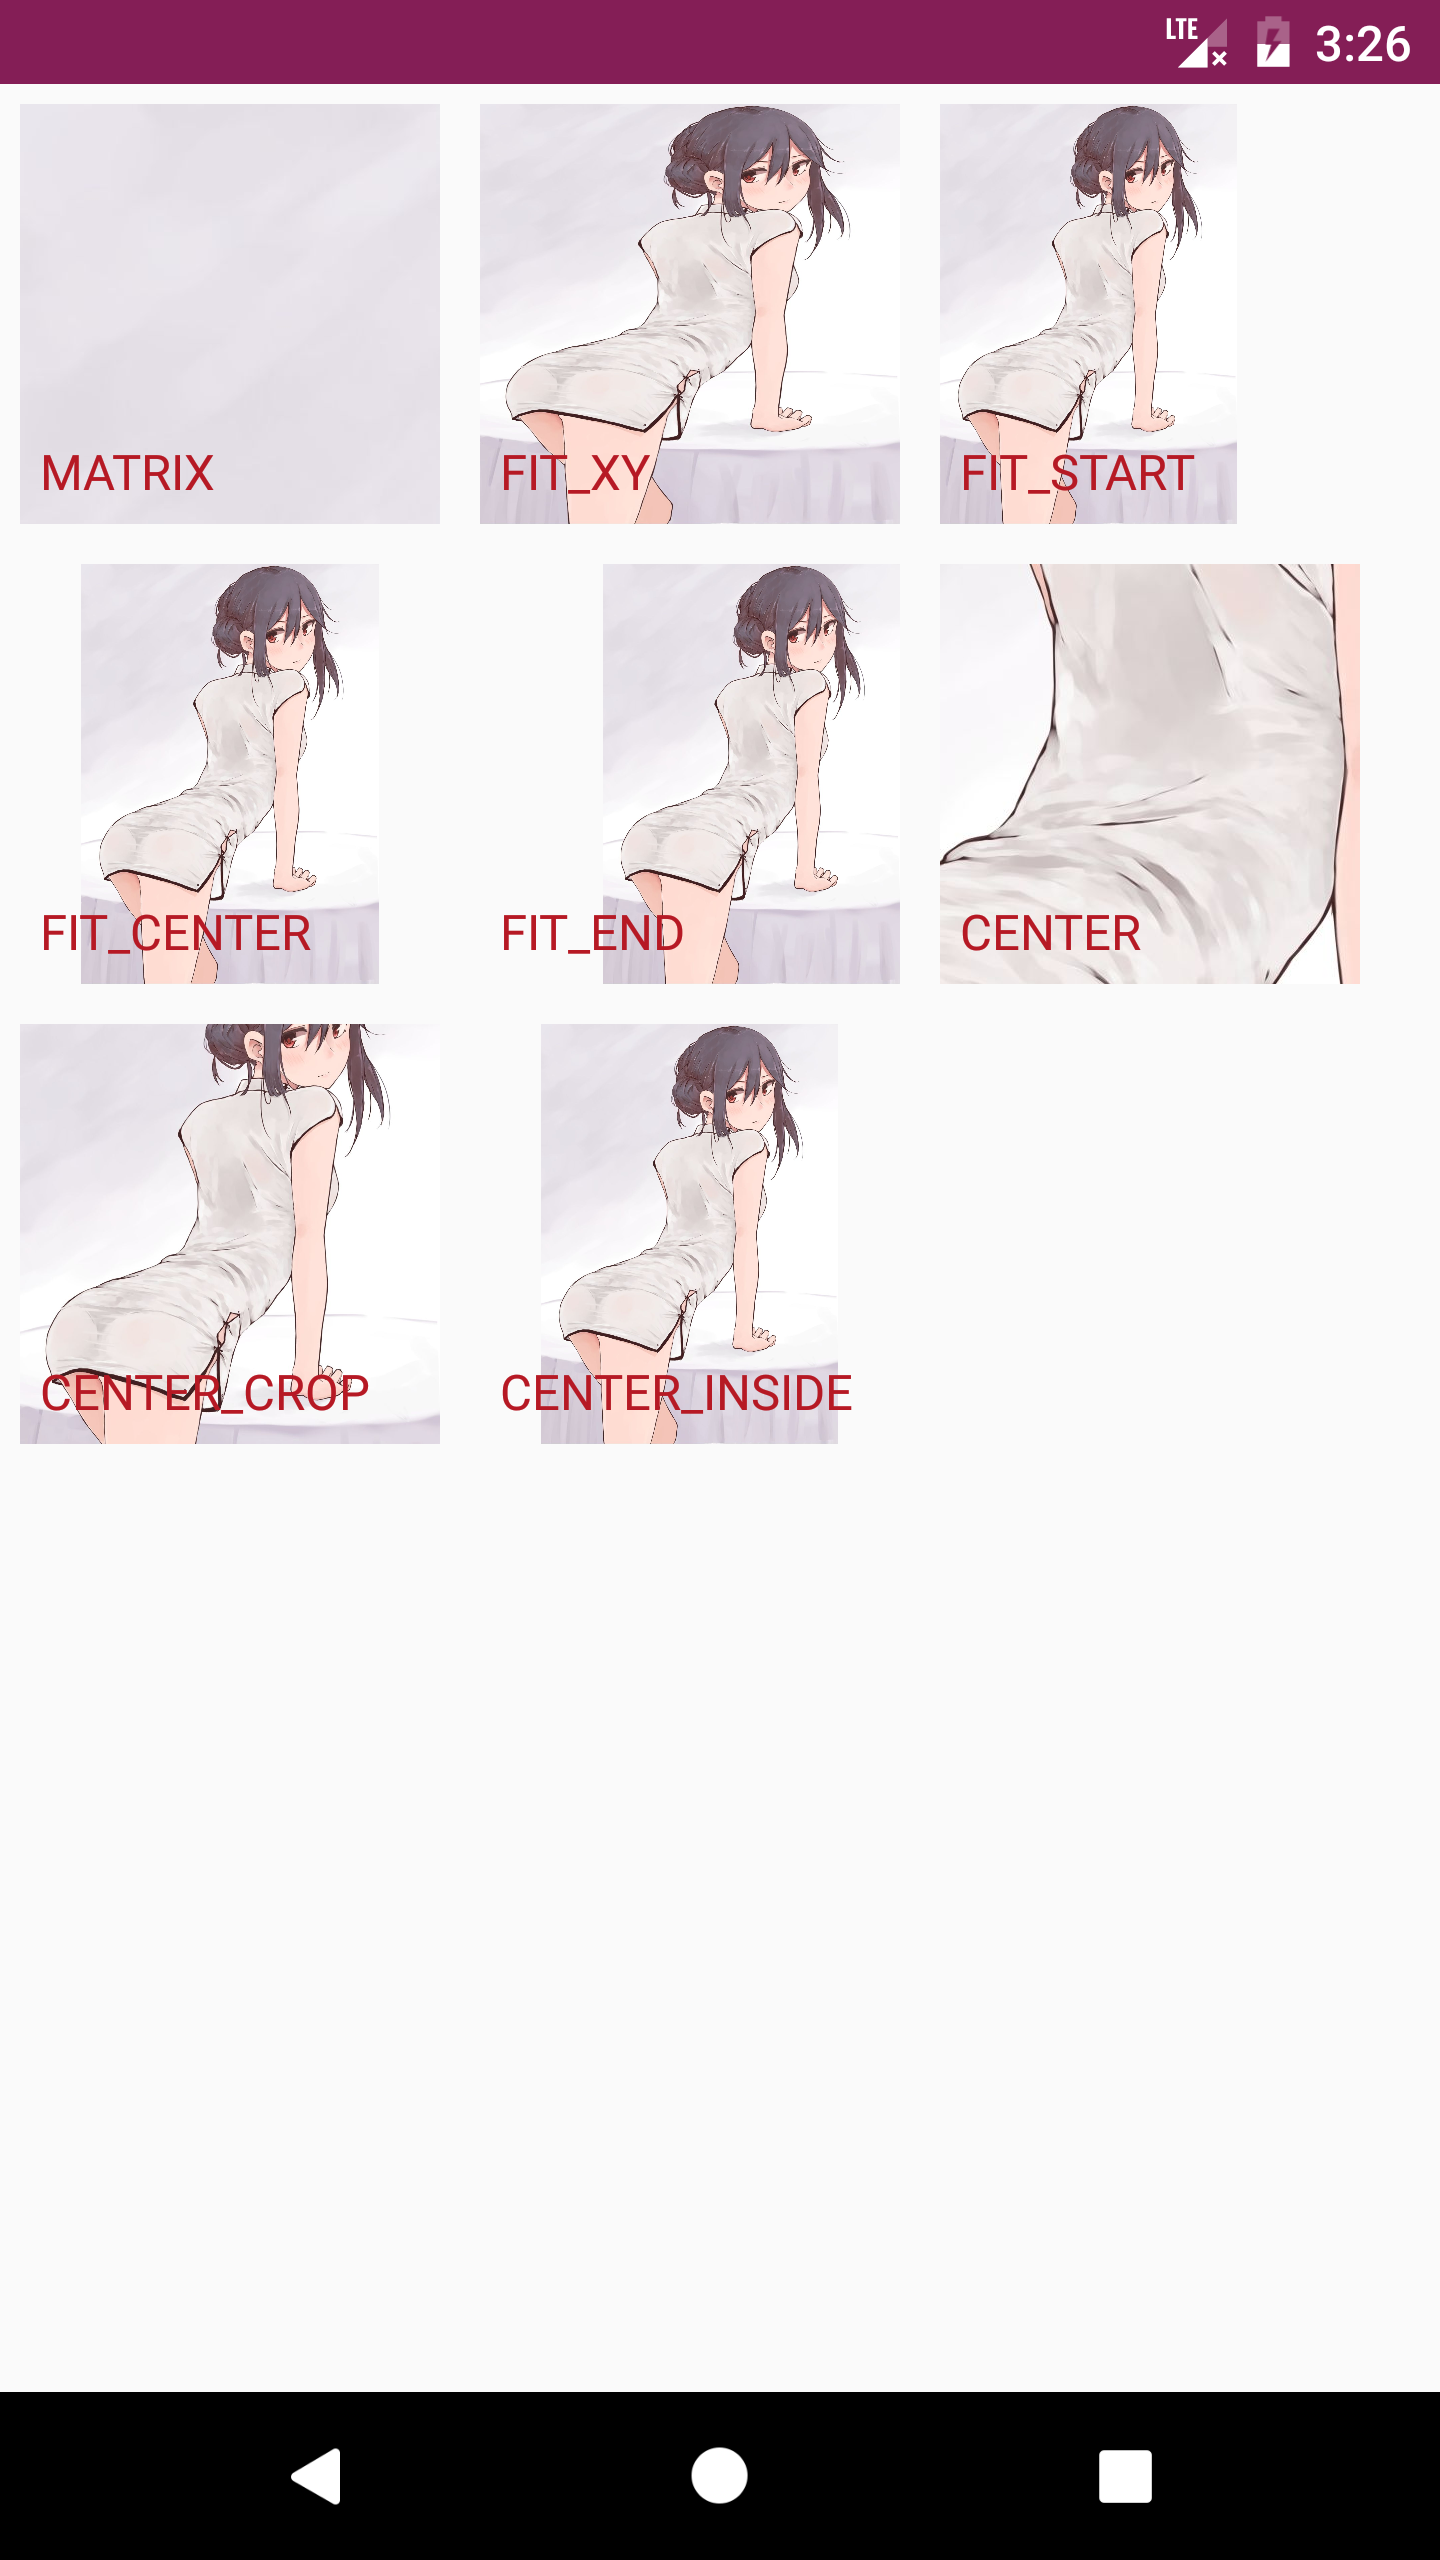 LTE 3:26
MATRIX
FIT_XY
FIT_START
FIT_CENTER
FIT_END
CENTER
CENTER_CROP
CENTER_INSIDE